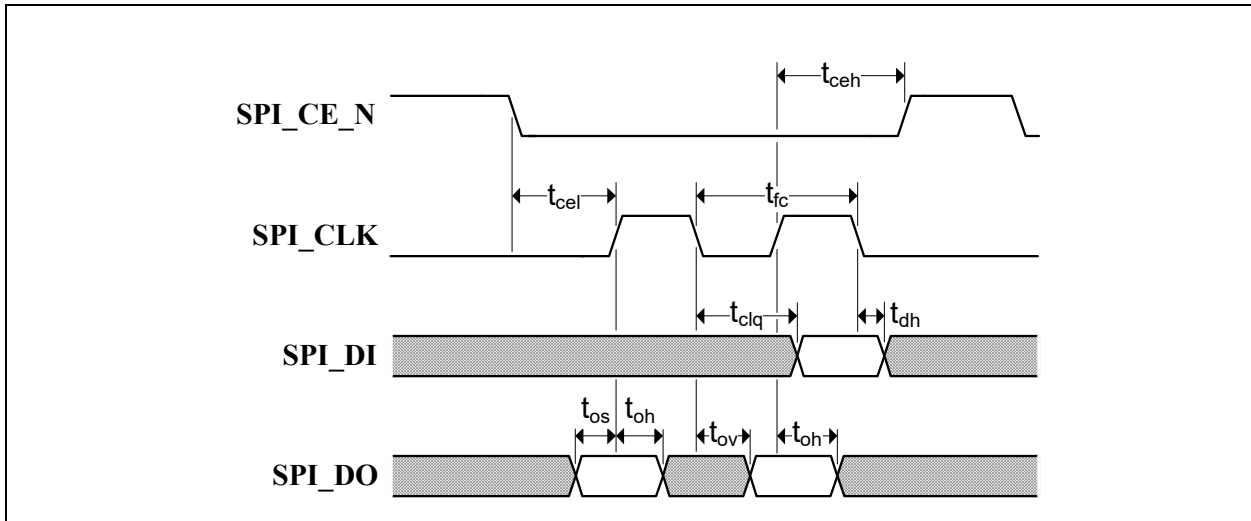 t_ceh
SPI_CE_N
t_cel
t_fc
SPI_CLK
t_clq
t_dh
SPI_DI
t_os
t_oh
t_ov
t_oh
SPI_DO